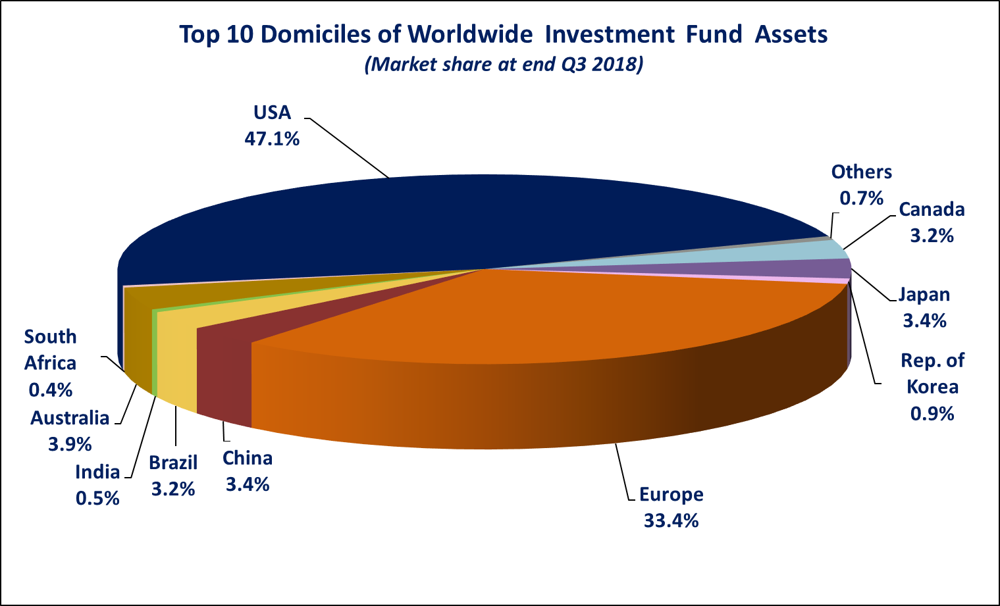 Top 10 Domiciles of Worldwide Investment Fund Assets
(Market share at end Q3 2018)
USA
47.1%
Others
0.7%
Canada
3.2%
Japan
3.4%
Rep. of
Korea
0.9%
Europe
33.4%
China
3.4%
Brazil
3.2%
India
0.5%
Australia
3.9%
South
Africa
0.4%